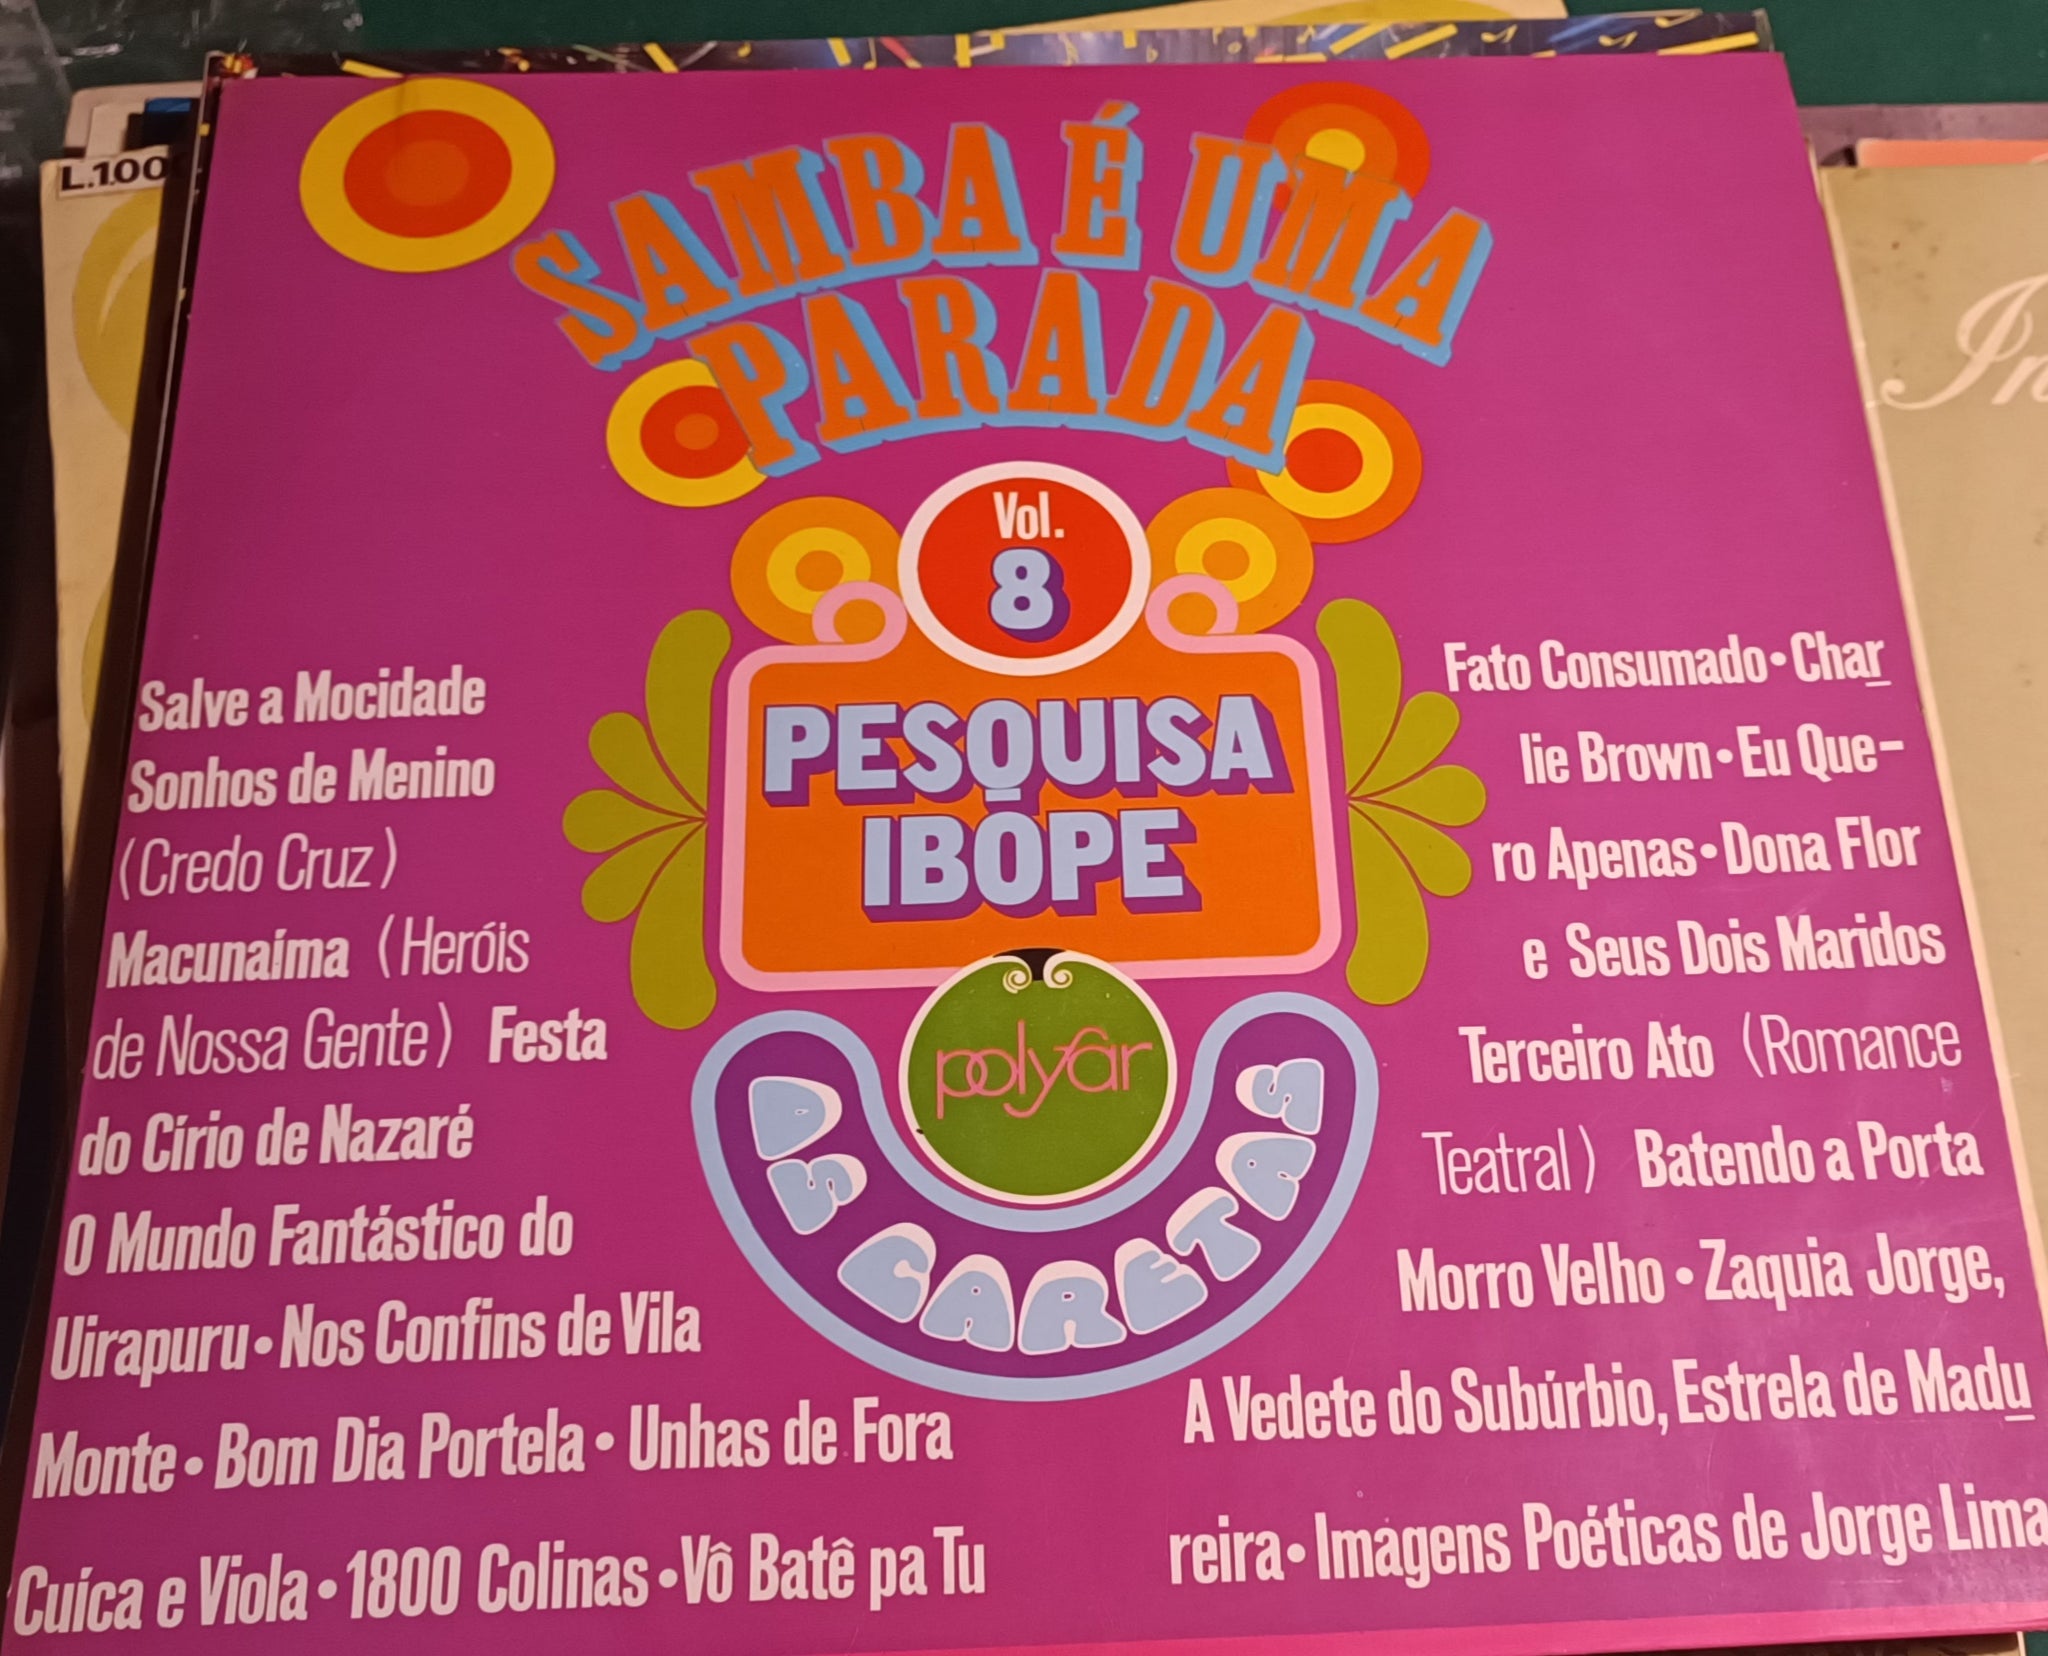 L.100
SAMBA É UMA
PARADA
Vol.
8
PESQUISA
IBOPE
polyfar
OS CARETAS
Salve a Mocidade
Sonhos de Menino
(Credo Cruz)
Macunaíma (Heróis
de Nossa Gente) Festa
do Círio de Nazaré
O Mundo Fantástico do
Uirapuru • Nos Confins de Vila
Monte • Bom Dia Portela • Unhas de Fora
Cuíca e Viola • 1800 Colinas • Vô Batê pa Tu
Fato Consumado • Char
lie Brown • Eu Que-
ro Apenas • Dona Flor
e Seus Dois Maridos
Terceiro Ato (Romance
Teatral) Batendo a Porta
Morro Velho • Zaquia Jorge,
A Vedete do Subúrbio, Estrela de Madu
reira • Imagens Poéticas de Jorge Lima